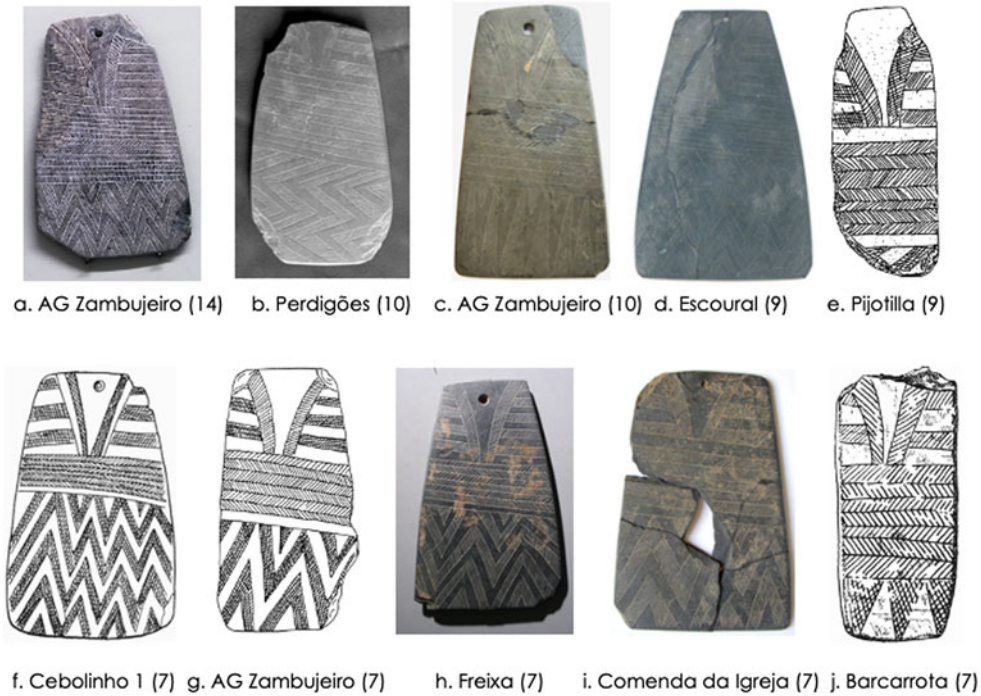 a. AG Zambujeiro (14) b. Perdigões (10) c. AG Zambujeiro (10) d. Escoural (9) e. Pijotilla (9)
f. Cebolinho 1 (7) g. AG Zambujeiro (7) h. Freixa (7) i. Comenda da Igreja (7) j. Barcarrota (7)